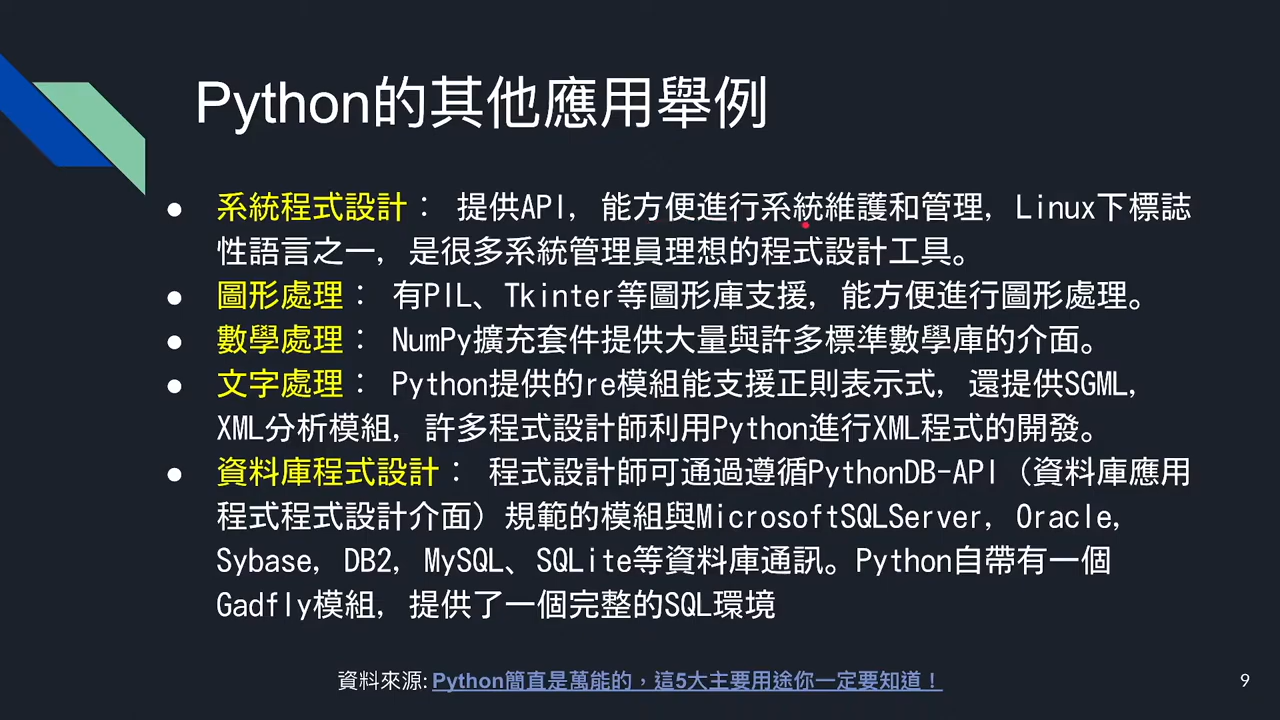 Python的其他應用舉例
● 系統程式設計： 提供API，能方便進行系統維護和管理，Linux下標誌
性語言之一，是很多系統管理員理想的程式設計工具。
● 圖形處理： 有PIL、Tkinter等圖形庫支援，能方便進行圖形處理。
● 數學處理： NumPy擴充套件提供大量與許多標準數學庫的介面。
● 文字處理： Python提供的re模組能支援正則表示式，還提供SGML，
XML分析模組，許多程式設計師利用Python進行XML程式的開發。
● 資料庫程式設計： 程式設計師可通過遵循PythonDB-API（資料庫應用
程式程式設計介面）規範的模組與MicrosoftSQLServer，Oracle，
Sybase，DB2，MySQL、SQLite等資料庫通訊。Python自帶有一個
Gadfly模組，提供了一個完整的SQL環境
資料來源: Python簡直是萬能的，這5大主要用途你一定要知道！
9